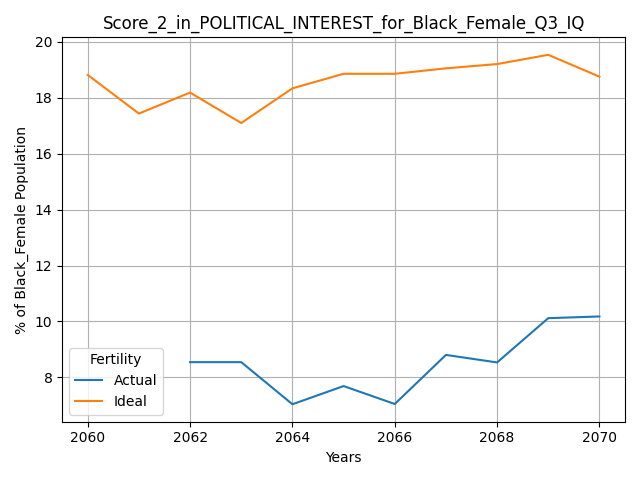 Score_2_in_POLITICAL_INTEREST_for_Black_Female_Q3_IQ
% of Black_Female Population
20
18
16
14
12
10
8
Fertility
Actual
Ideal
2060 2062 2064 2066 2068 2070
Years